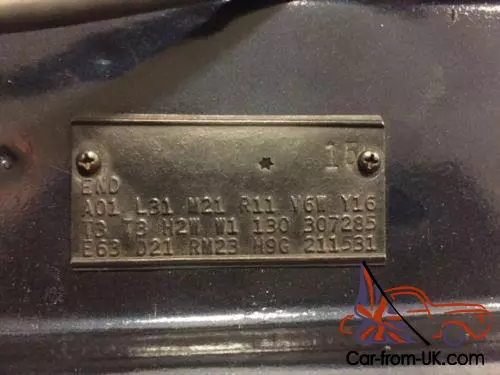 15
END
A01 L31 M21 R11 V6W Y16
T3 T3 H2W W1 130 307285
E63 D21 RM23 H9G 211531
Car-from-UK.com